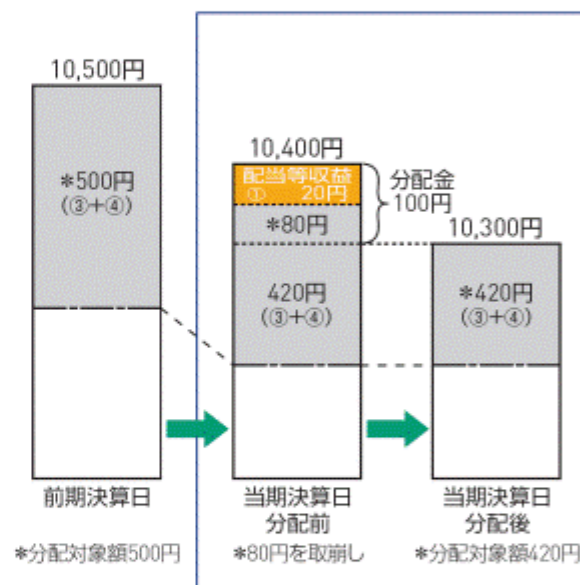 10,500円
*500円
(③+④)
前期決算日
*分配対象額500円
10,400円
配当等収益
① 20円
*80円
分配金
100円
420円
(③+④)
当期決算日
分配前
*80円を取崩し
10,300円
*420円
(③+④)
当期決算日
分配後
*分配対象額420円